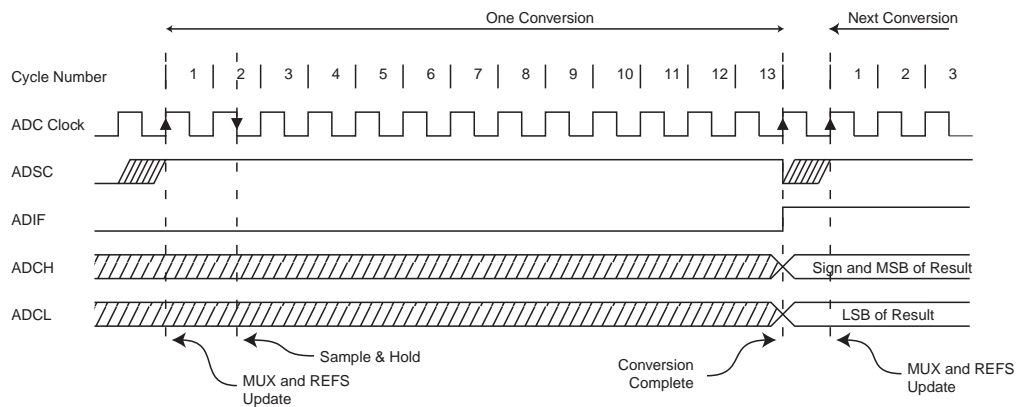 One Conversion
Next Conversion
Cycle Number 1 2 3 4 5 6 7 8 9 10 11 12 13 1 2 3
ADC Clock
ADSC
ADIF
ADCH
Sign and MSB of Result
ADCL
LSB of Result
Sample & Hold
MUX and REFS
Update
Conversion
Complete
MUX and REFS
Update